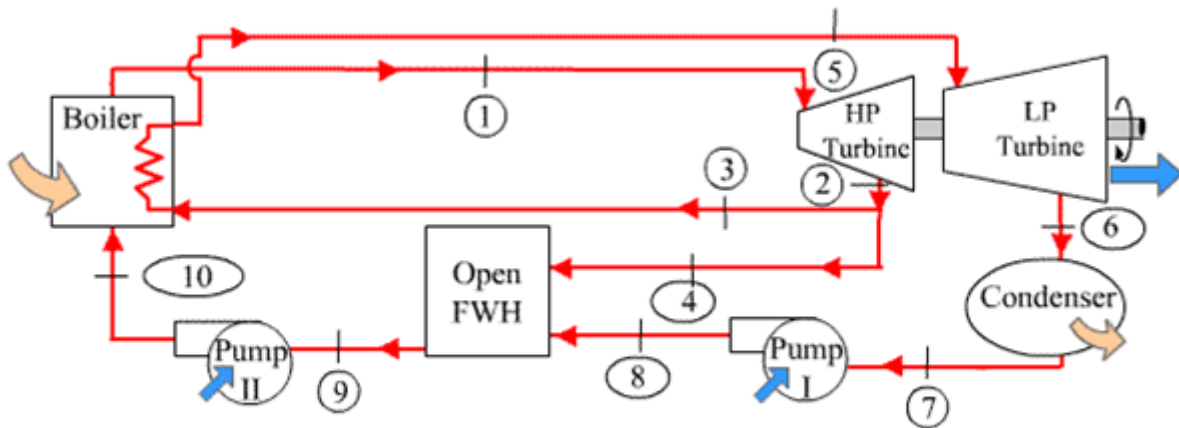 5
1
Boiler
HP
Turbine
LP
Turbine
3
2
6
10
Open
FWH
4
Condenser
Pump
II
9
8
Pump
I
7